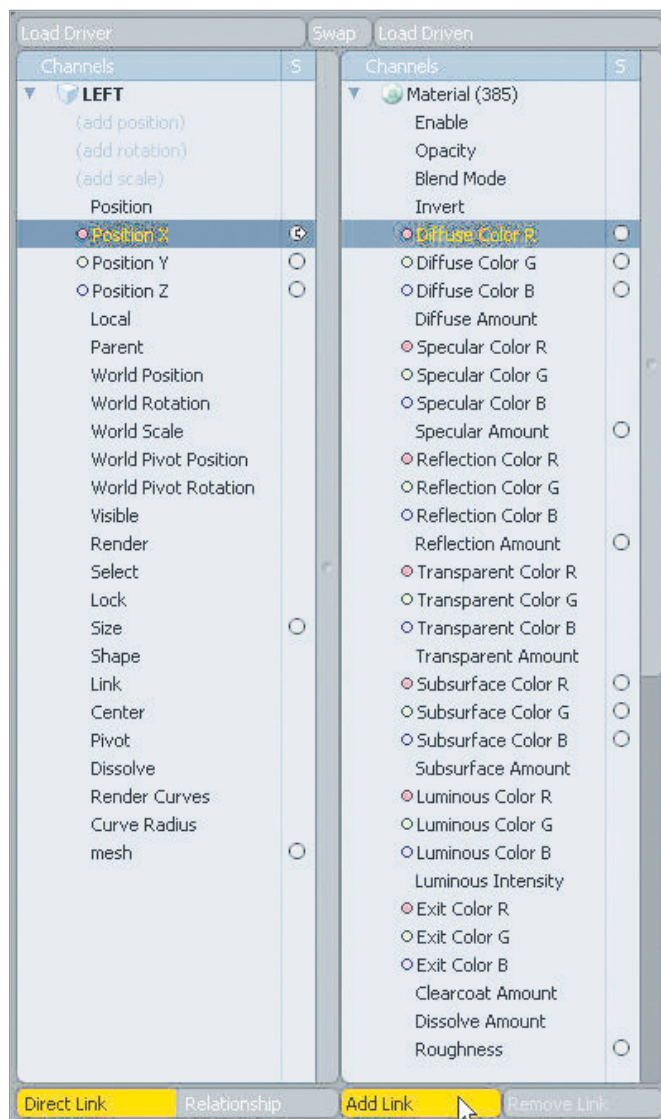 Load Driver
Swap
Load Driven
Channels S
LEFT
(add position)
(add rotation)
(add scale)
Position
Position X
Position Y
Position Z
Local
Parent
World Position
World Rotation
World Scale
World Pivot Position
World Pivot Rotation
Visible
Render
Select
Lock
Size
Shape
Link
Center
Pivot
Dissolve
Render Curves
Curve Radius
mesh
Channels S
Material (385)
Enable
Opacity
Blend Mode
Invert
Diffuse Color R
Diffuse Color G
Diffuse Color B
Diffuse Amount
Specular Color R
Specular Color G
Specular Color B
Specular Amount
Reflection Color R
Reflection Color G
Reflection Color B
Reflection Amount
Transparent Color R
Transparent Color G
Transparent Color B
Transparent Amount
Subsurface Color R
Subsurface Color G
Subsurface Color B
Subsurface Amount
Luminous Color R
Luminous Color G
Luminous Color B
Luminous Intensity
Exit Color R
Exit Color G
Exit Color B
Clearcoat Amount
Dissolve Amount
Roughness
Direct Link
Relationship
Add Link
Remove Link